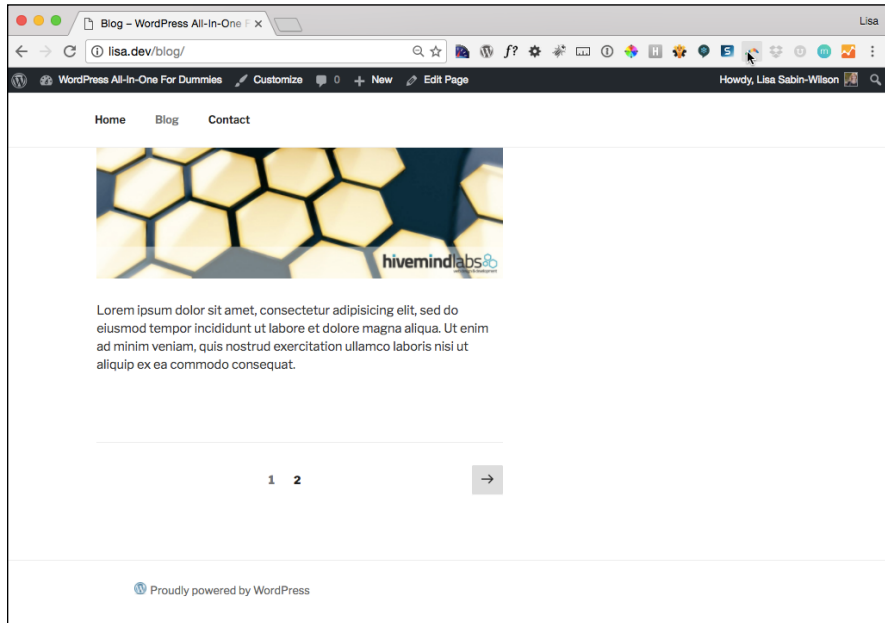 Blog – WordPress All-In-One F
Lisa
lisa.dev/blog/
f?
WordPress All-In-One For Dummies Customize 0 + New Edit Page Howdy, Lisa Sabin-Wilson
Home Blog Contact
hivemindlabs
Lorem ipsum dolor sit amet, consectetur adipisicing elit, sed do
eiusmod tempor incididunt ut labore et dolore magna aliqua. Ut enim
ad minim veniam, quis nostrud exercitation ullamco laboris nisi ut
aliquip ex ea commodo consequat.
1 2 →
Proudly powered by WordPress